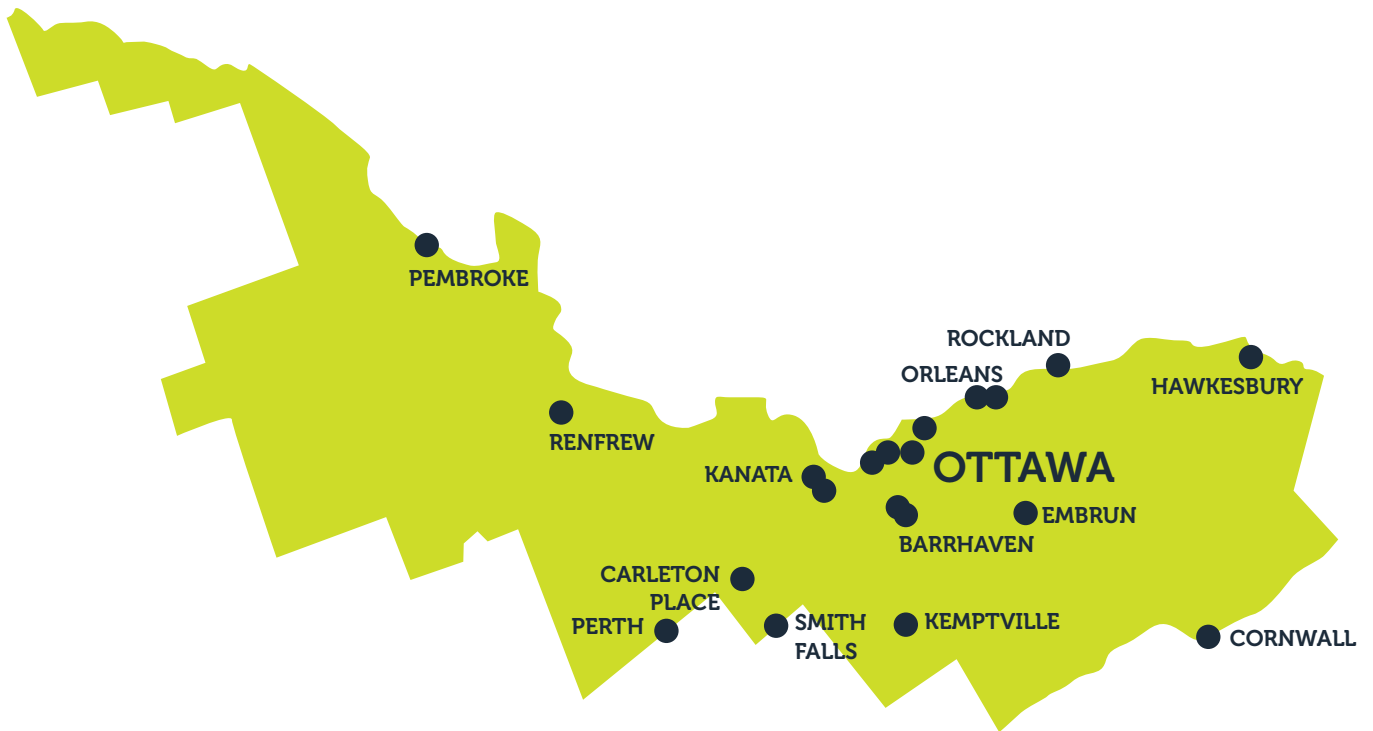 PEMBROKE
ROCKLAND
ORLEANS
HAWKESBURY
RENFREW
KANATA
OTTAWA
EMBRUN
BARRHAVEN
CARLETON
PLACE
PERTH
SMITH
FALLS
KEMPTVILLE
CORNWALL